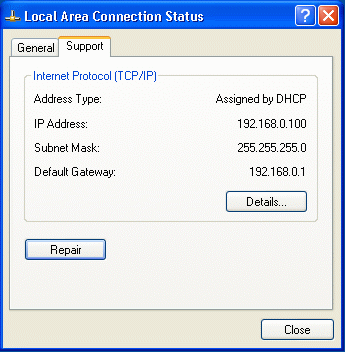 Local Area Connection Status
General Support
Internet Protocol (TCP/IP)
Address Type: Assigned by DHCP
IP Address: 192.168.0.100
Subnet Mask: 255.255.255.0
Default Gateway: 192.168.0.1
Details...
Repair
Close